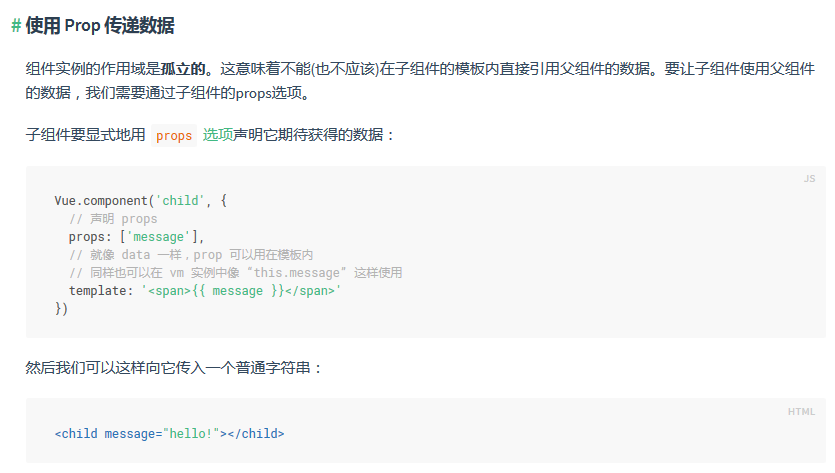 # 使用 Prop 传递数据
组件实例的作用域是孤立的。这意味着不能(也不应该)在子组件的模板内直接引用父组件的数据。要让子组件使用父组件
的数据，我们需要通过子组件的props选项。
子组件要显式地用 props 选项声明它期待获得的数据：
JS
Vue.component('child', {
  // 声明 props
  props: ['message'],
  // 就像 data 一样，prop 可以用在模板内
  // 同样也可以在 vm 实例中像 “this.message” 这样使用
  template: '<span>{{ message }}</span>'
})
然后我们可以这样向它传入一个普通字符串：
HTML
<child message="hello!"></child>